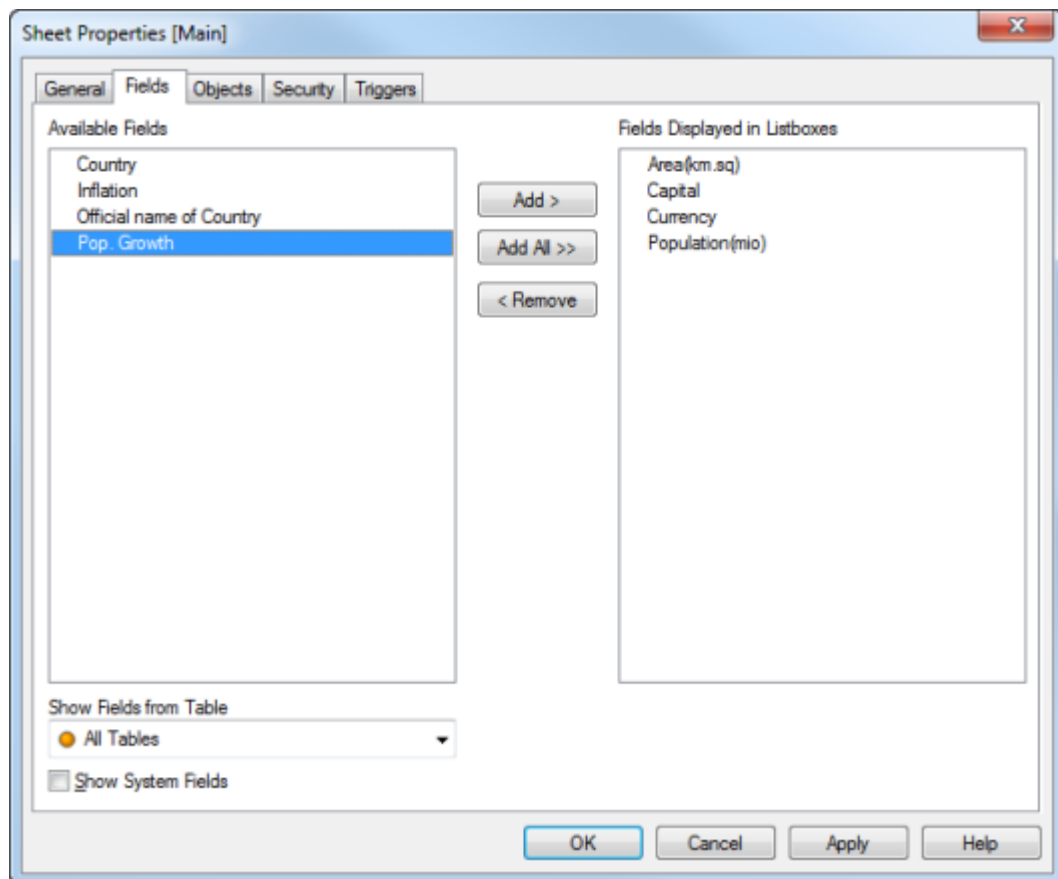 Sheet Properties [Main]
General Fields Objects Security Triggers
Available Fields
Country
Inflation
Official name of Country
Pop. Growth
Add >
Add All >>
< Remove
Fields Displayed in Listboxes
Area(km.sq)
Capital
Currency
Population(mio)
Show Fields from Table
All Tables
Show System Fields
OK Cancel Apply Help